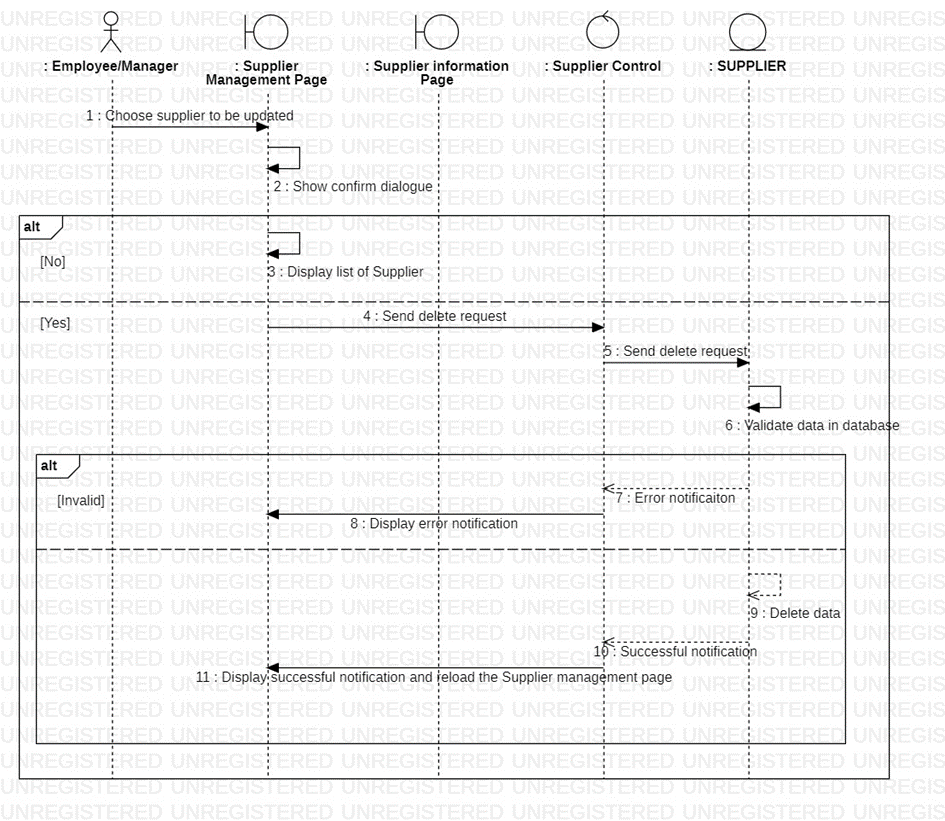 : Employee/Manager
: Supplier
Management Page
: Supplier information
Page
: Supplier Control
: SUPPLIER
1 : Choose supplier to be updated
2 : Show confirm dialogue
alt
[No]
3 : Display list of Supplier
[Yes]
4 : Send delete request
5 : Send delete request
6 : Validate data in database
alt
[Invalid]
7 : Error notificaiton
8 : Display error notification
9 : Delete data
10 : Successful notification
11 : Display successful notification and reload the Supplier management page
UNREGISTERED